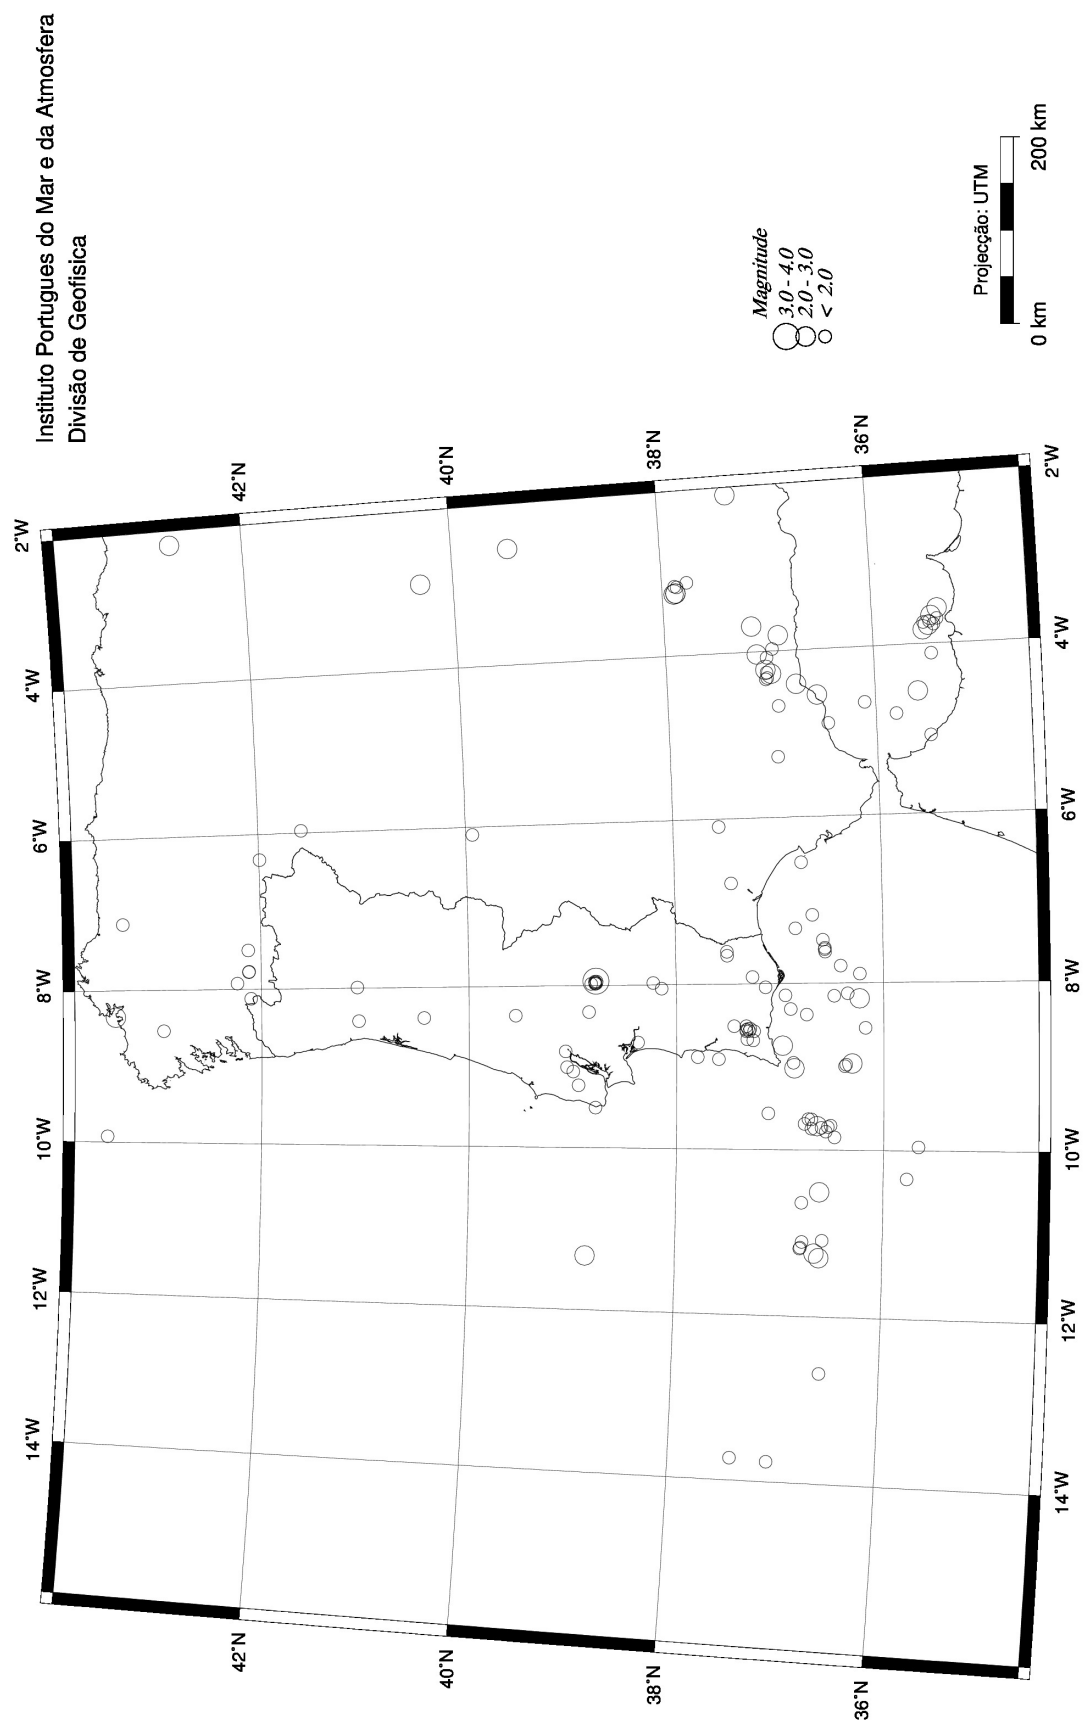 Instituto Portugues do Mar e da Atmosfera
Divisão de Geofisica
2°W
4°W
6°W
8°W
10°W
12°W
14°W
42°N
40°N
38°N
36°N
42°N
40°N
38°N
36°N
2°W
4°W
6°W
8°W
10°W
12°W
14°W
Magnitude
3.0 - 4.0
2.0 - 3.0
< 2.0
Projecção: UTM
0 km 200 km